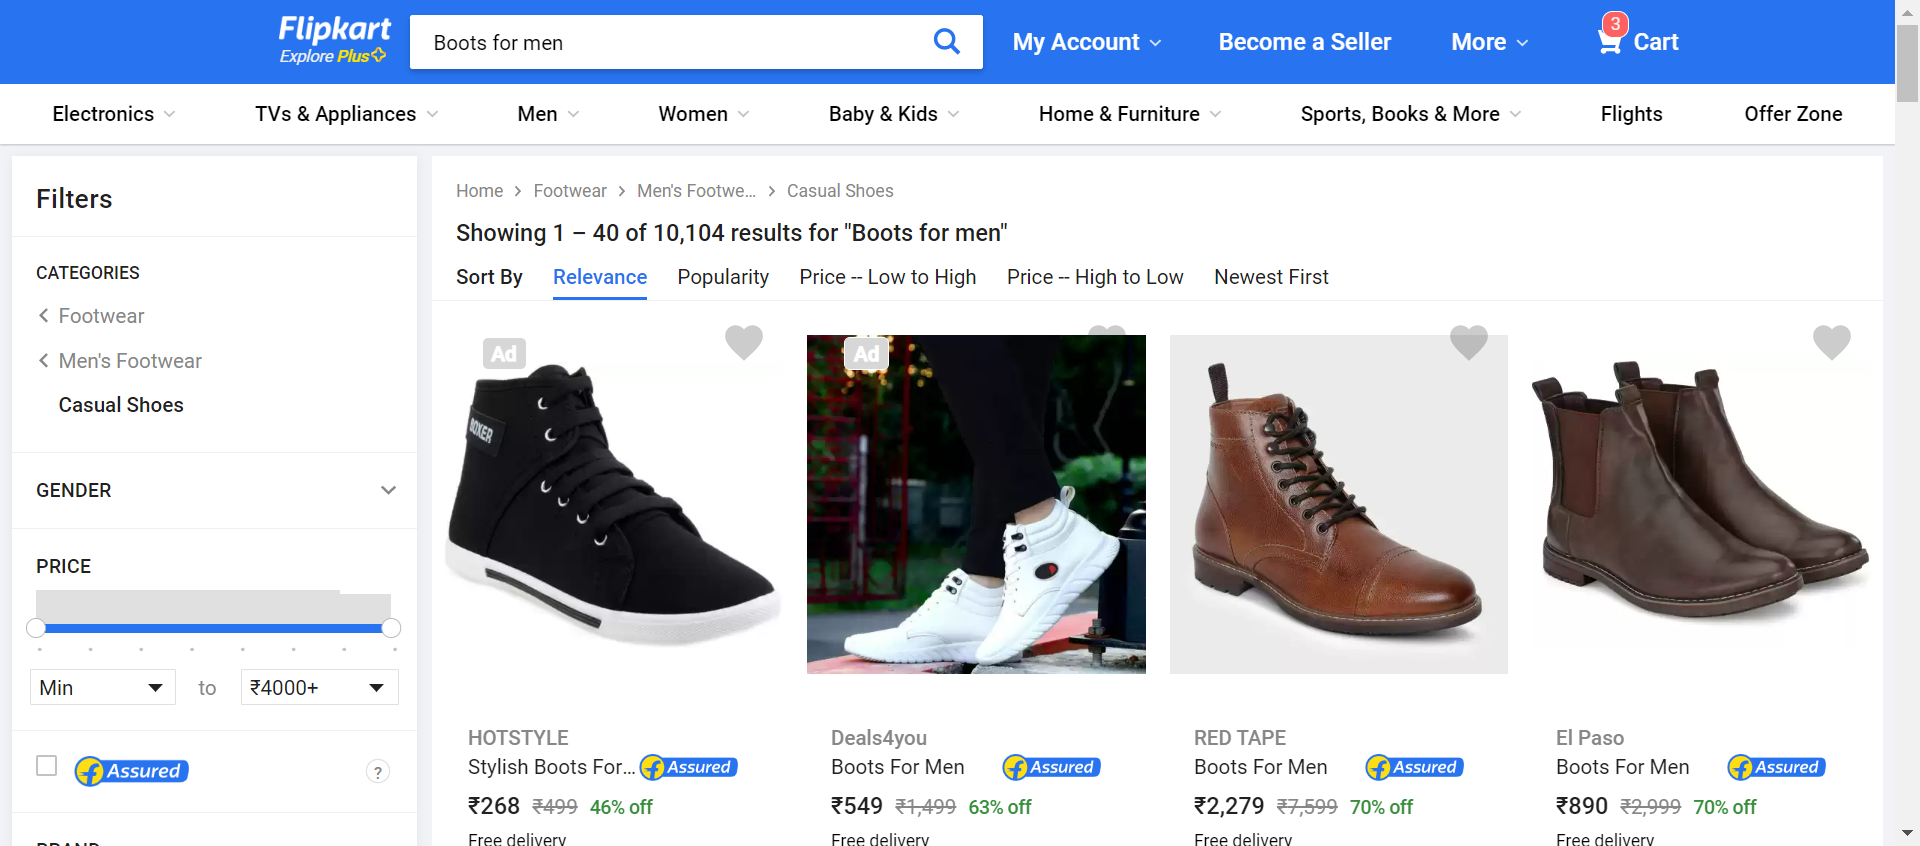 Flipkart
Explore Plus
Boots for men
My Account
Become a Seller
More
3
Cart
Electronics
TVs & Appliances
Men
Women
Baby & Kids
Home & Furniture
Sports, Books & More
Flights
Offer Zone
Filters
CATEGORIES
Footwear
Men's Footwear
Casual Shoes
GENDER
PRICE
Min
to
₹4000+
Assured
?
BRAND
Home
Footwear
Men's Footwe...
Casual Shoes
Showing 1 – 40 of 10,104 results for "Boots for men"
Sort By
Relevance
Popularity
Price -- Low to High
Price -- High to Low
Newest First
Ad
BOXER
HOTSTYLE
Stylish Boots For...
Assured
₹268 ₹499 46% off
Free delivery
Ad
Deals4you
Boots For Men
Assured
₹549 ₹1,499 63% off
Free delivery
RED TAPE
Boots For Men
Assured
₹2,279 ₹7,599 70% off
Free delivery
El Paso
Boots For Men
Assured
₹890 ₹2,999 70% off
Free delivery